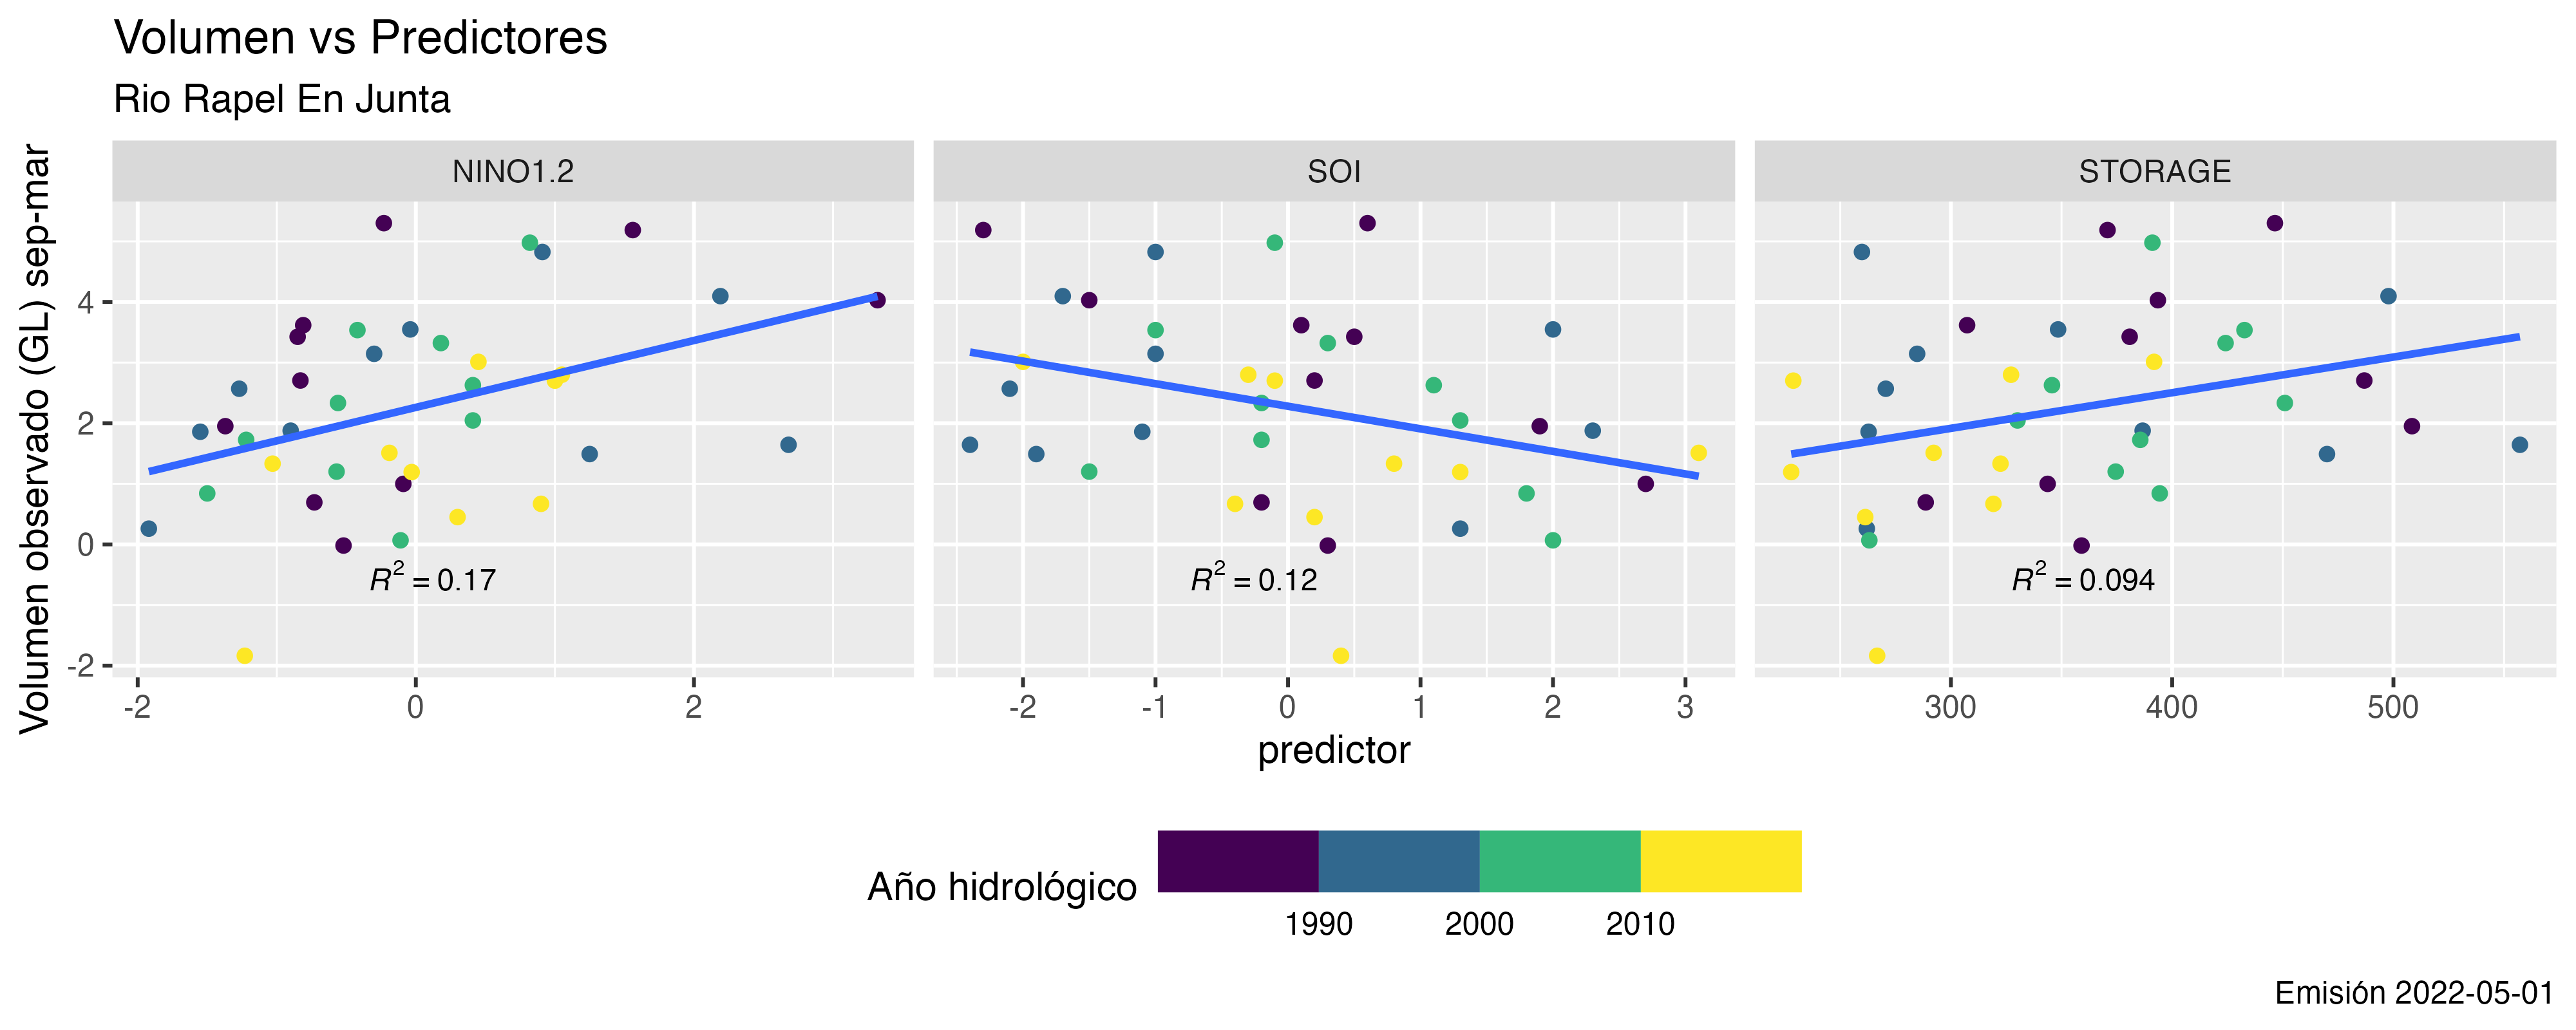 Volumen vs Predictores
Rio Rapel En Junta
Volumen observado (GL) sep-mar
NINO1.2 SOI STORAGE
4
2
0
-2
R² = 0.17 R² = 0.12 R² = 0.094
-2 0 2 -2 -1 0 1 2 3 300 400 500
predictor
Año hidrológico
1990 2000 2010
Emisión 2022-05-01